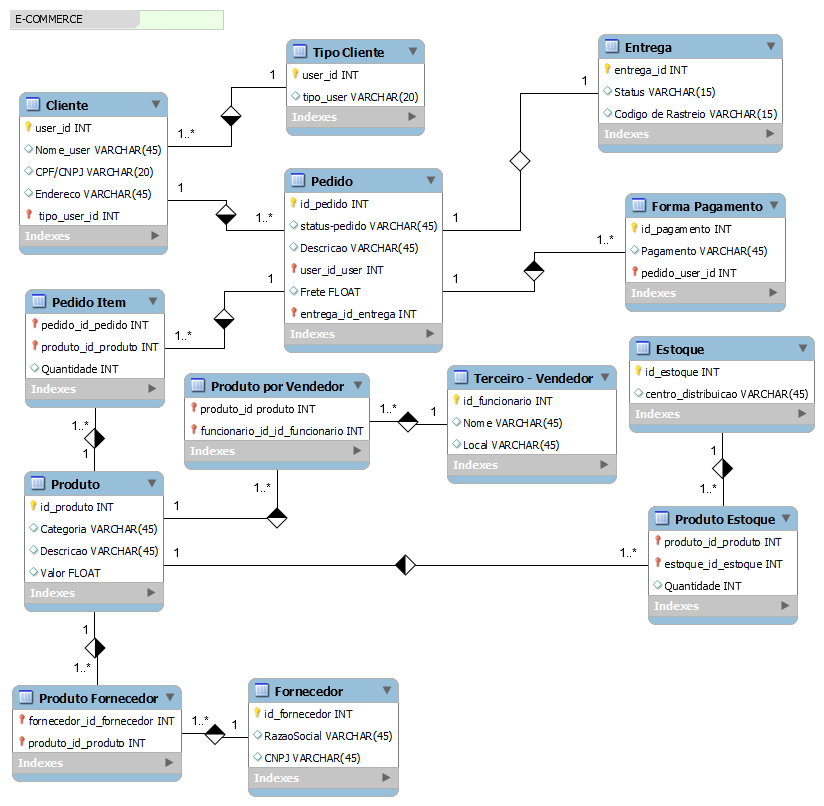 E-COMMERCE
Tipo Cliente
user_id INT
tipo_user VARCHAR(20)
Indexes
Entrega
entrega_id INT
Status VARCHAR(15)
Codigo de Rastreio VARCHAR(15)
Indexes
Cliente
user_id INT
Nome_user VARCHAR(45)
CPF/CNPJ VARCHAR(20)
Endereco VARCHAR(45)
tipo_user_id INT
Indexes
1
1..*
1
1..*
1
1
Pedido
id_pedido INT
status-pedido VARCHAR(45)
Descricao VARCHAR(45)
user_id_user INT
Frete FLOAT
entrega_id_entrega INT
Indexes
1
1..*
Forma Pagamento
id_pagamento INT
Pagamento VARCHAR(45)
pedido_user_id INT
Indexes
Pedido Item
pedido_id_pedido INT
produto_id_produto INT
Quantidade INT
Indexes
1
1..*
Estoque
id_estoque INT
centro_distribuicao VARCHAR(45)
Indexes
Produto por Vendedor
produto_id produto INT
funcionario_id_id_funcionario INT
Indexes
1..*
1
Terceiro - Vendedor
id_funcionario INT
Nome VARCHAR(45)
Local VARCHAR(45)
Indexes
1..*
1
1
1..*
Produto
id_produto INT
Categoria VARCHAR(45)
Descricao VARCHAR(45)
Valor FLOAT
Indexes
1..*
1
1
1..*
Produto Estoque
produto_id_produto INT
estoque_id_estoque INT
Quantidade INT
Indexes
1
1..*
Produto Fornecedor
fornecedor_id_fornecedor INT
produto_id_produto INT
Indexes
1..*
1
Fornecedor
id_fornecedor INT
RazaoSocial VARCHAR(45)
CNPJ VARCHAR(45)
Indexes